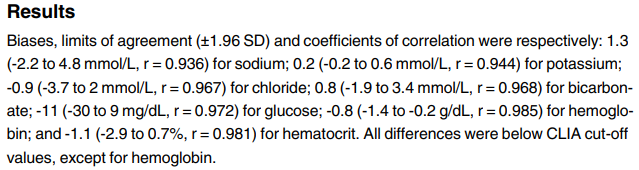 Results
Biases, limits of agreement (±1.96 SD) and coefficients of correlation were respectively: 1.3
(-2.2 to 4.8 mmol/L, r = 0.936) for sodium; 0.2 (-0.2 to 0.6 mmol/L, r = 0.944) for potassium;
-0.9 (-3.7 to 2 mmol/L, r = 0.967) for chloride; 0.8 (-1.9 to 3.4 mmol/L, r = 0.968) for bicarbon-
ate; -11 (-30 to 9 mg/dL, r = 0.972) for glucose; -0.8 (-1.4 to -0.2 g/dL, r = 0.985) for hemoglo-
bin; and -1.1 (-2.9 to 0.7%, r = 0.981) for hematocrit. All differences were below CLIA cut-off
values, except for hemoglobin.